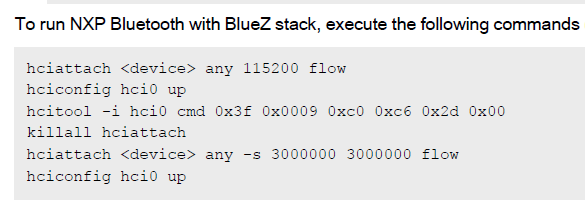 To run NXP Bluetooth with BlueZ stack, execute the following commands
hciattach <device> any 115200 flow
hciconfig hci0 up
hcitool -i hci0 cmd 0x3f 0x0009 0xc0 0xc6 0x2d 0x00
killall hciattach
hciattach <device> any -s 3000000 3000000 flow
hciconfig hci0 up